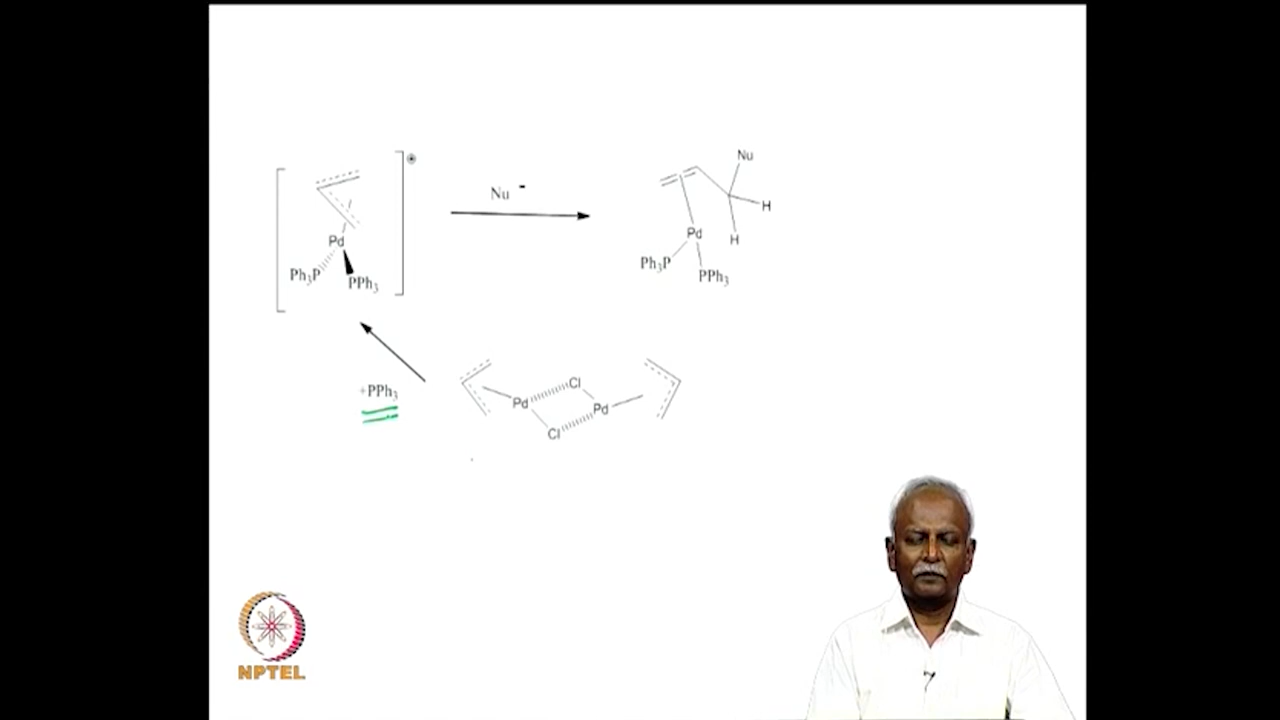 Nu
Nu -
H
H
Pd
Pd
Ph3P PPh3
Ph3P PPh3
+PPh3
Cl
Pd Pd
Cl
NPTEL